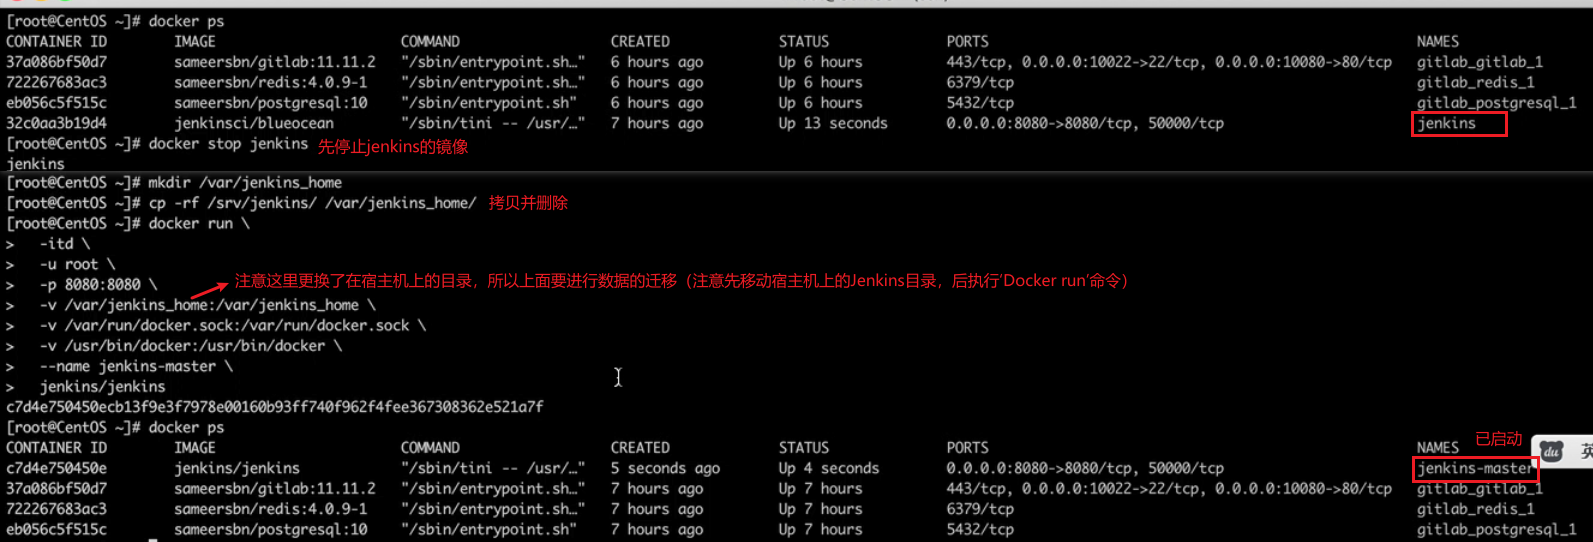 [root@CentOS ~]# docker ps
CONTAINER ID IMAGE COMMAND CREATED STATUS PORTS NAMES
37a086bf50d7 sameersbn/gitlab:11.11.2 "/sbin/entrypoint.sh…" 6 hours ago Up 6 hours 443/tcp, 0.0.0.0:10022->22/tcp, 0.0.0.0:10080->80/tcp gitlab_gitlab_1
722267683ac3 sameersbn/redis:4.0.9-1 "/sbin/entrypoint.sh…" 6 hours ago Up 6 hours 6379/tcp gitlab_redis_1
eb056c5f515c sameersbn/postgresql:10 "/sbin/entrypoint.sh" 6 hours ago Up 6 hours 5432/tcp gitlab_postgresql_1
32c0aa3b19d4 jenkinsci/blueocean "/sbin/tini -- /usr/…" 7 hours ago Up 13 seconds 0.0.0.0:8080->8080/tcp, 50000/tcp jenkins
[root@CentOS ~]# docker stop jenkins 先停止jenkins的镜像
jenkins
[root@CentOS ~]# mkdir /var/jenkins_home
[root@CentOS ~]# cp -rf /srv/jenkins/ /var/jenkins_home/ 拷贝并删除
[root@CentOS ~]# docker run \
> -itd \
> -u root \
> -p 8080:8080 \ 注意这里更换了在宿主机上的目录，所以上面要进行数据的迁移（注意先移动宿主机上的Jenkins目录，后执行‘Docker run’命令）
> -v /var/jenkins_home:/var/jenkins_home \
> -v /var/run/docker.sock:/var/run/docker.sock \
> -v /usr/bin/docker:/usr/bin/docker \
> --name jenkins-master \
> jenkins/jenkins
c7d4e750450ecb13f9e3f7978e00160b93ff740f962f4fee367308362e521a7f
[root@CentOS ~]# docker ps
已启动
CONTAINER ID IMAGE COMMAND CREATED STATUS PORTS NAMES
du 英
c7d4e750450e jenkins/jenkins "/sbin/tini -- /usr/…" 5 seconds ago Up 4 seconds 0.0.0.0:8080->8080/tcp, 50000/tcp jenkins-master
37a086bf50d7 sameersbn/gitlab:11.11.2 "/sbin/entrypoint.sh…" 7 hours ago Up 7 hours 443/tcp, 0.0.0.0:10022->22/tcp, 0.0.0.0:10080->80/tcp gitlab_gitlab_1
722267683ac3 sameersbn/redis:4.0.9-1 "/sbin/entrypoint.sh…" 7 hours ago Up 7 hours 6379/tcp gitlab_redis_1
eb056c5f515c sameersbn/postgresql:10 "/sbin/entrypoint.sh" 7 hours ago Up 7 hours 5432/tcp gitlab_postgresql_1